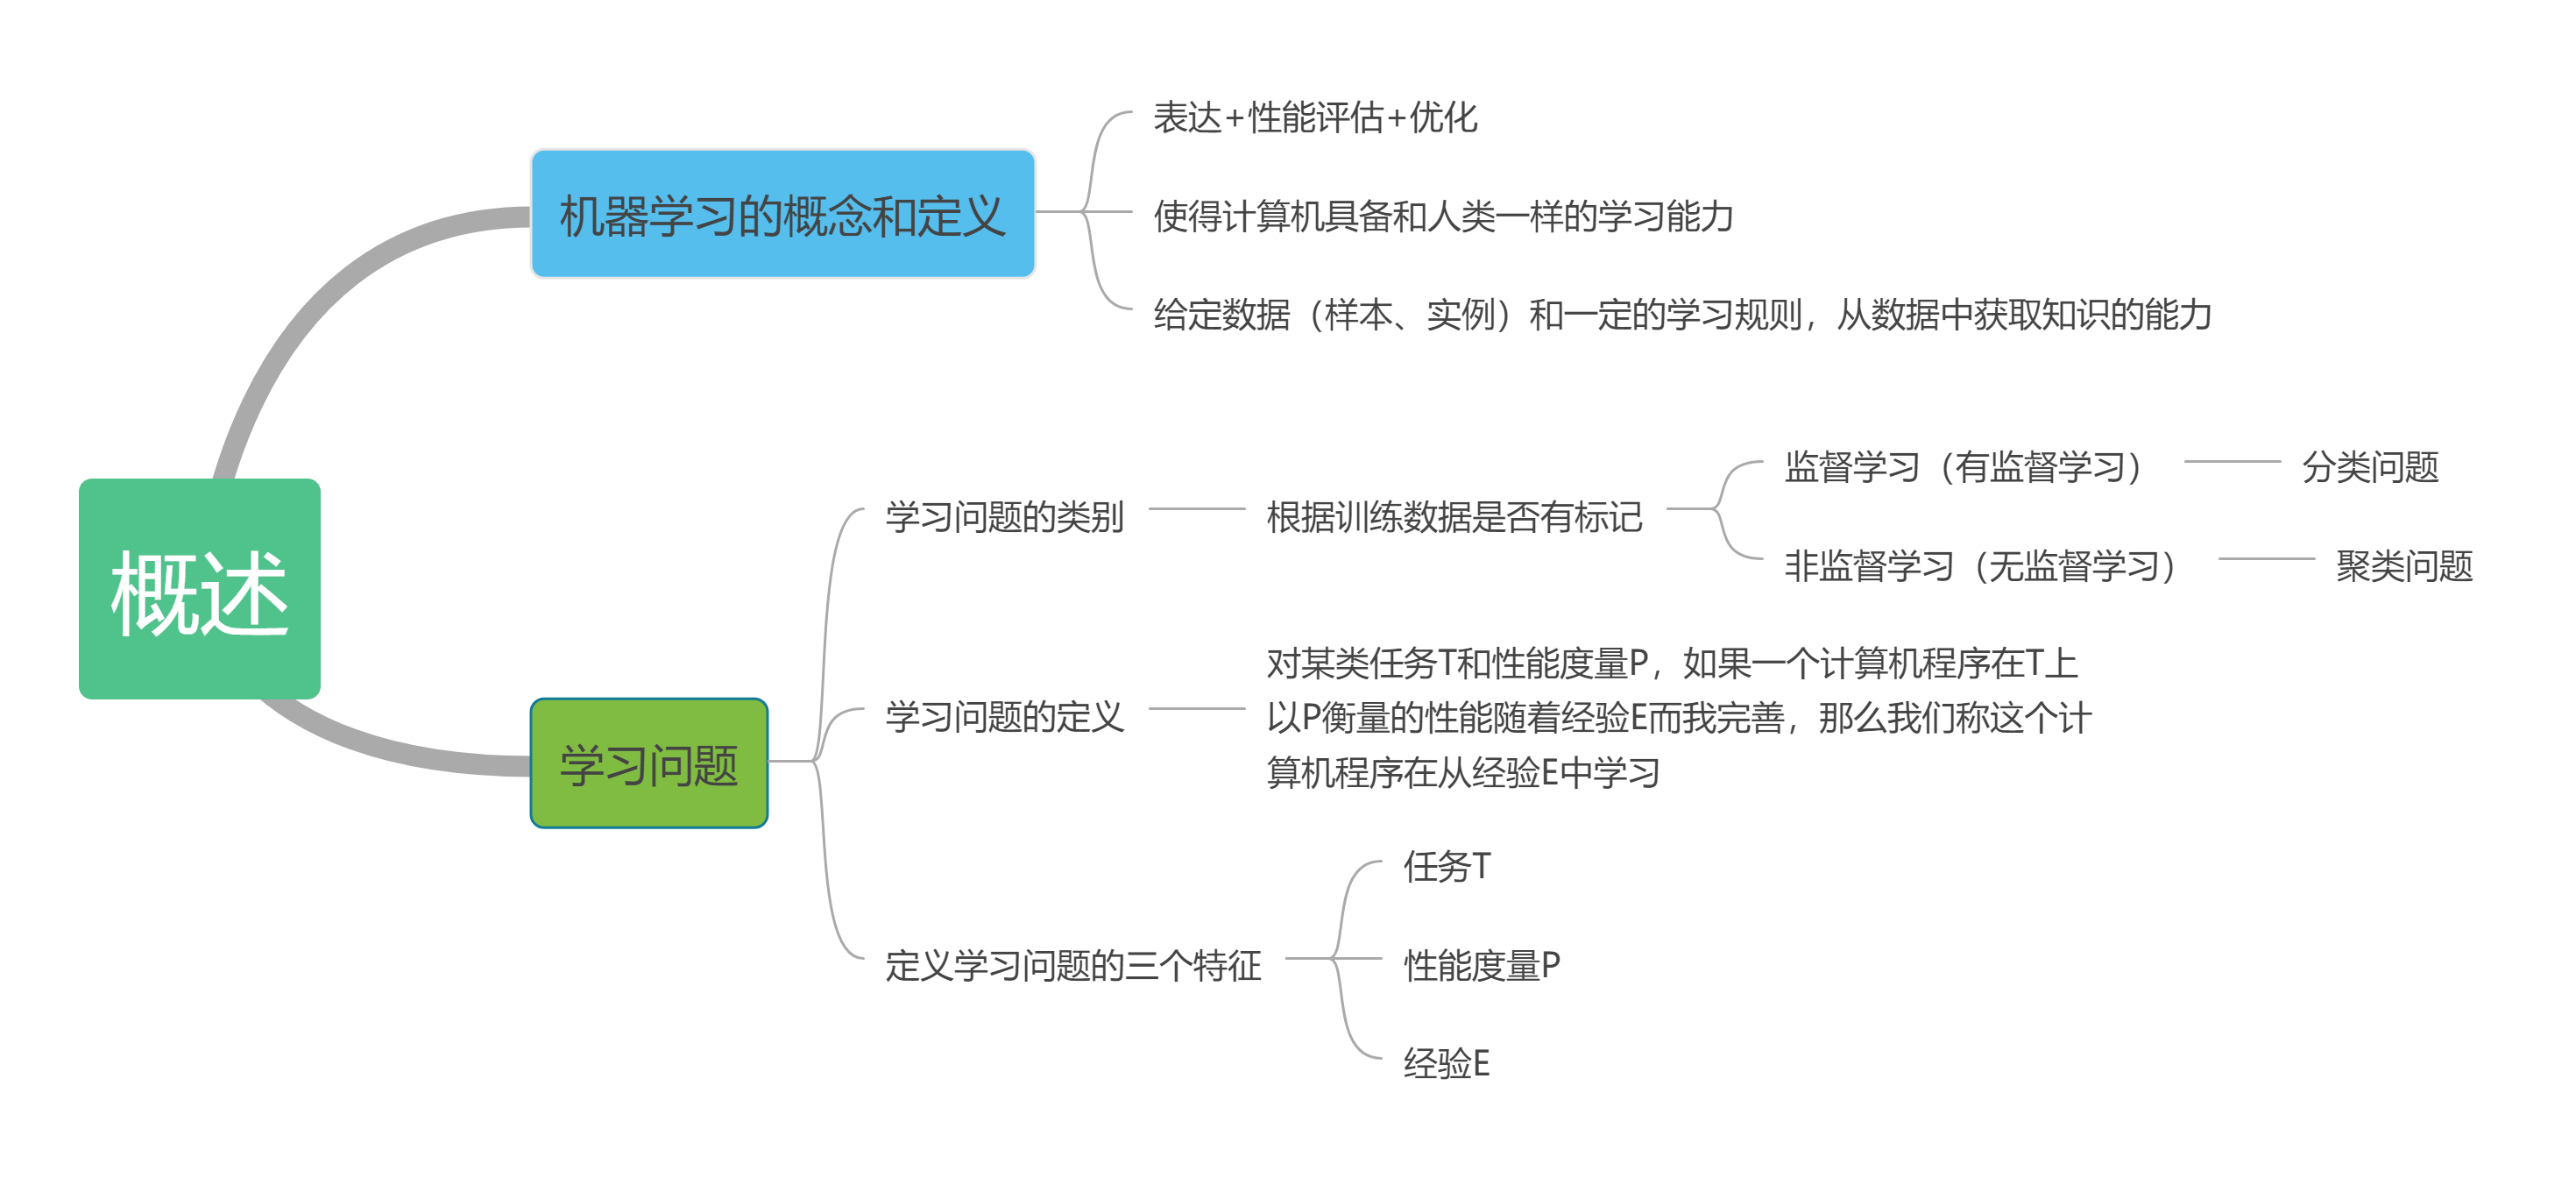 概述
机器学习的概念和定义
表达+性能评估+优化
使得计算机具备和人类一样的学习能力
给定数据（样本、实例）和一定的学习规则，从数据中获取知识的能力
学习问题
学习问题的类别
根据训练数据是否有标记
监督学习（有监督学习）
分类问题
非监督学习（无监督学习）
聚类问题
学习问题的定义
对某类任务T和性能度量P，如果一个计算机程序在T上
以P衡量的性能随着经验E而我完善，那么我们称这个计
算机程序在从经验E中学习
定义学习问题的三个特征
任务T
性能度量P
经验E